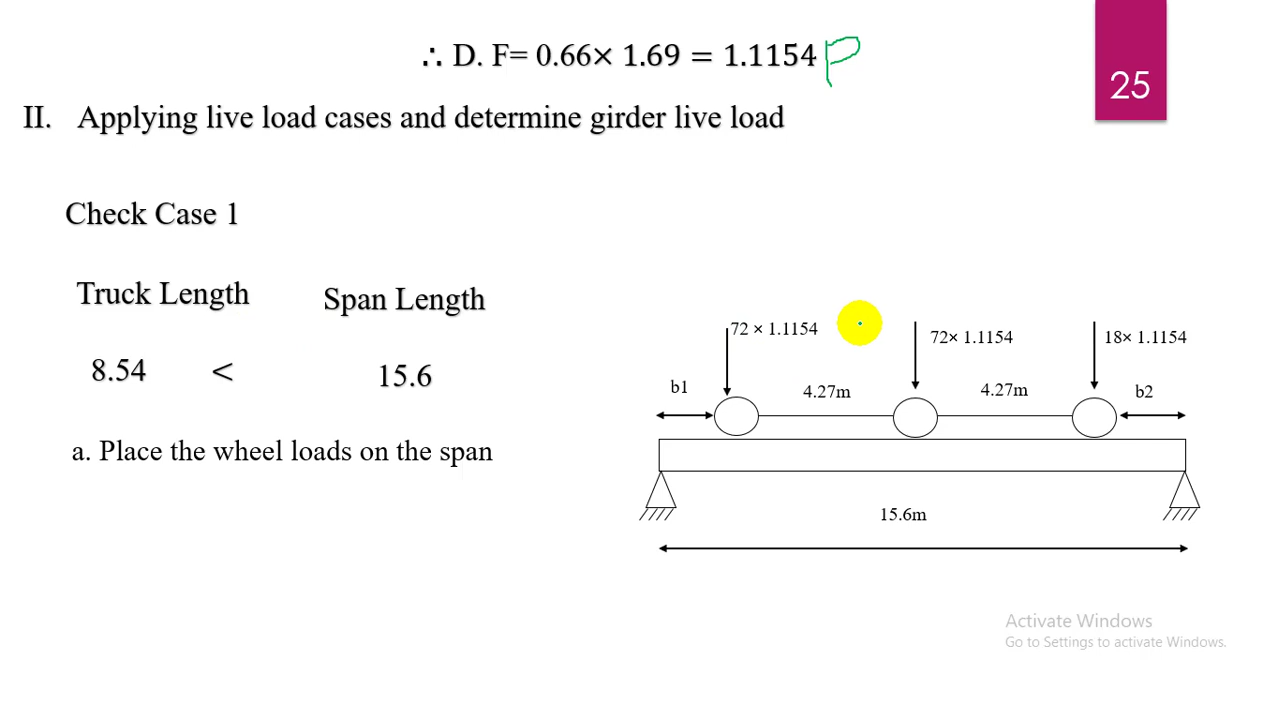 ∴ D. F= 0.66× 1.69 = 1.1154 P
25
II. Applying live load cases and determine girder live load
Check Case 1
Truck Length Span Length
8.54 < 15.6
a. Place the wheel loads on the span
72 × 1.1154 72× 1.1154 18× 1.1154
b1 4.27m 4.27m b2
15.6m
Activate Windows
Go to Settings to activate Windows.